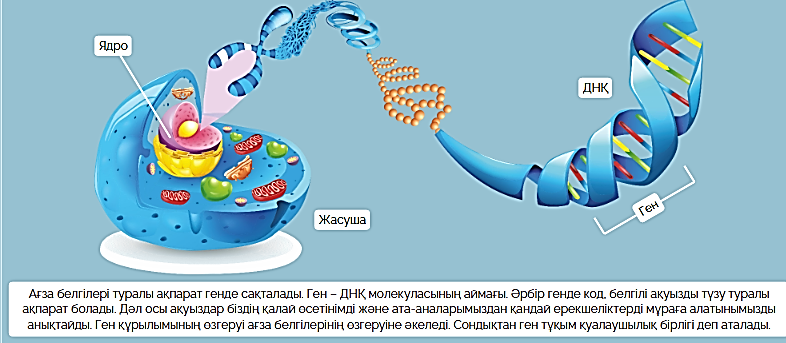 Ядро
ДНҚ
Ген
Жасуша
Ағза белгілері туралы ақпарат генде сақталады. Ген – ДНҚ молекуласының аймағы. Әрбір генде код, белгілі ақуызды түзу туралы
ақпарат болады. Дәл осы ақуыздар біздің қалай өсетінімді және ата-аналарымыздан қандай ерекшеліктерді мұраға алатынымызды
анықтайды. Ген құрылымының өзгеруі ағза белгілерінің өзгеруіне әкеледі. Сондықтан ген тұқым қуалаушылық бірлігі деп аталады.